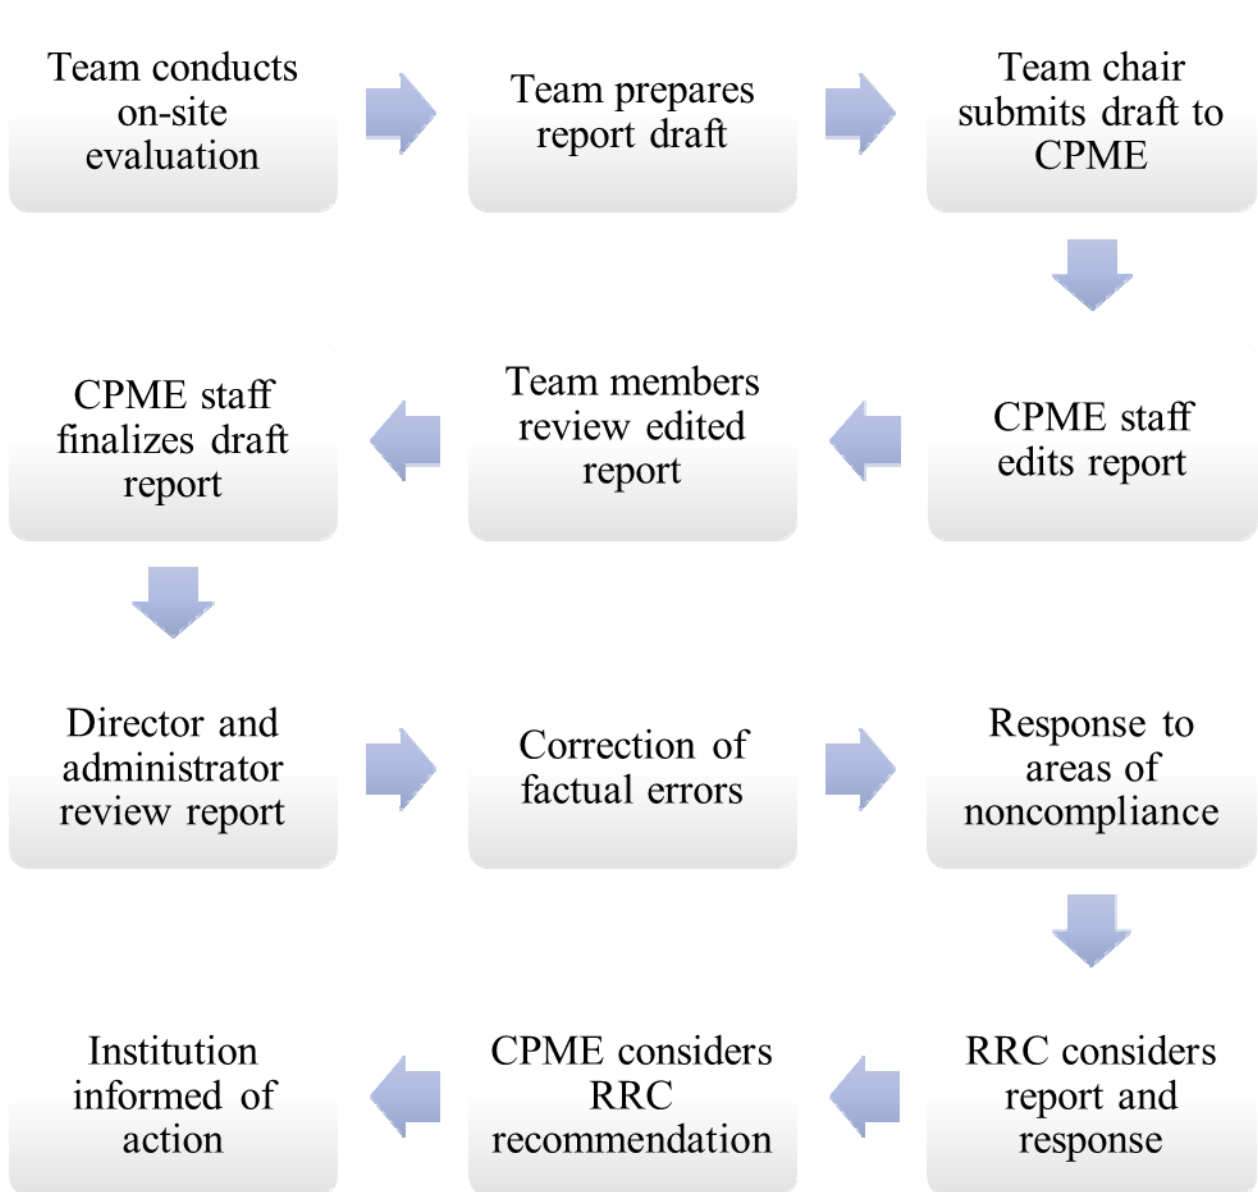 Team conducts
on-site
evaluation
Team prepares
report draft
Team chair
submits draft to
CPME
CPME staff
edits report
Team members
review edited
report
CPME staff
finalizes draft
report
Director and
administrator
review report
Correction of
factual errors
Response to
areas of
noncompliance
RRC considers
report and
response
CPME considers
RRC
recommendation
Institution
informed of
action